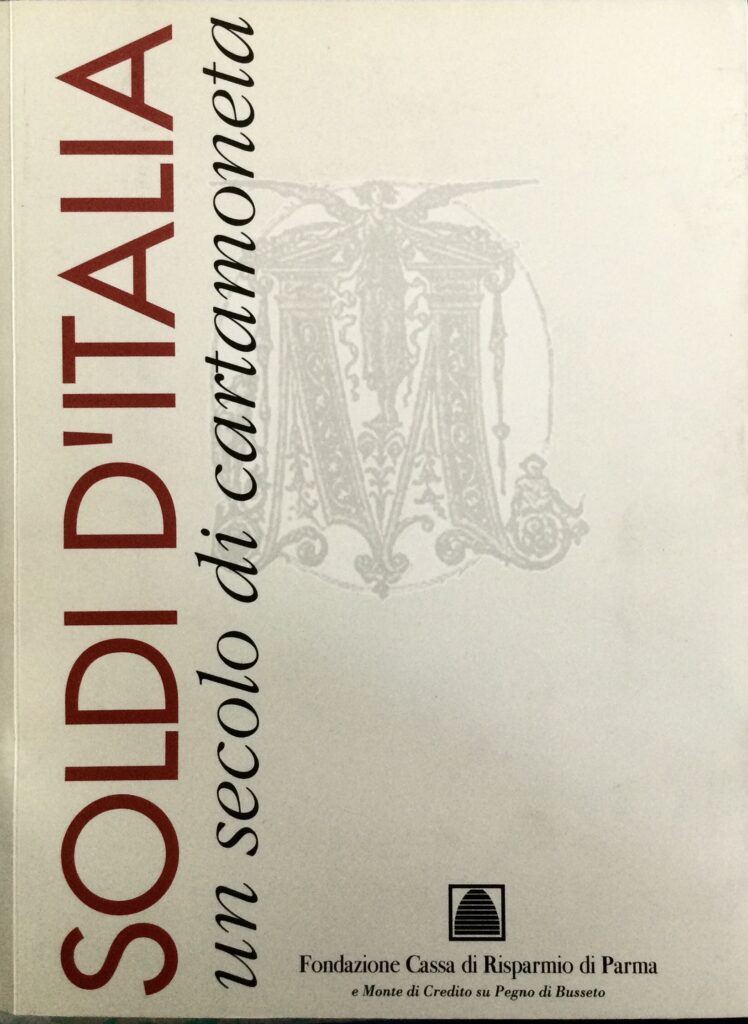 SOLDI D'ITALIA
un secolo di cartamoneta
M
Fondazione Cassa di Risparmio di Parma
e Monte di Credito su Pegno di Busseto